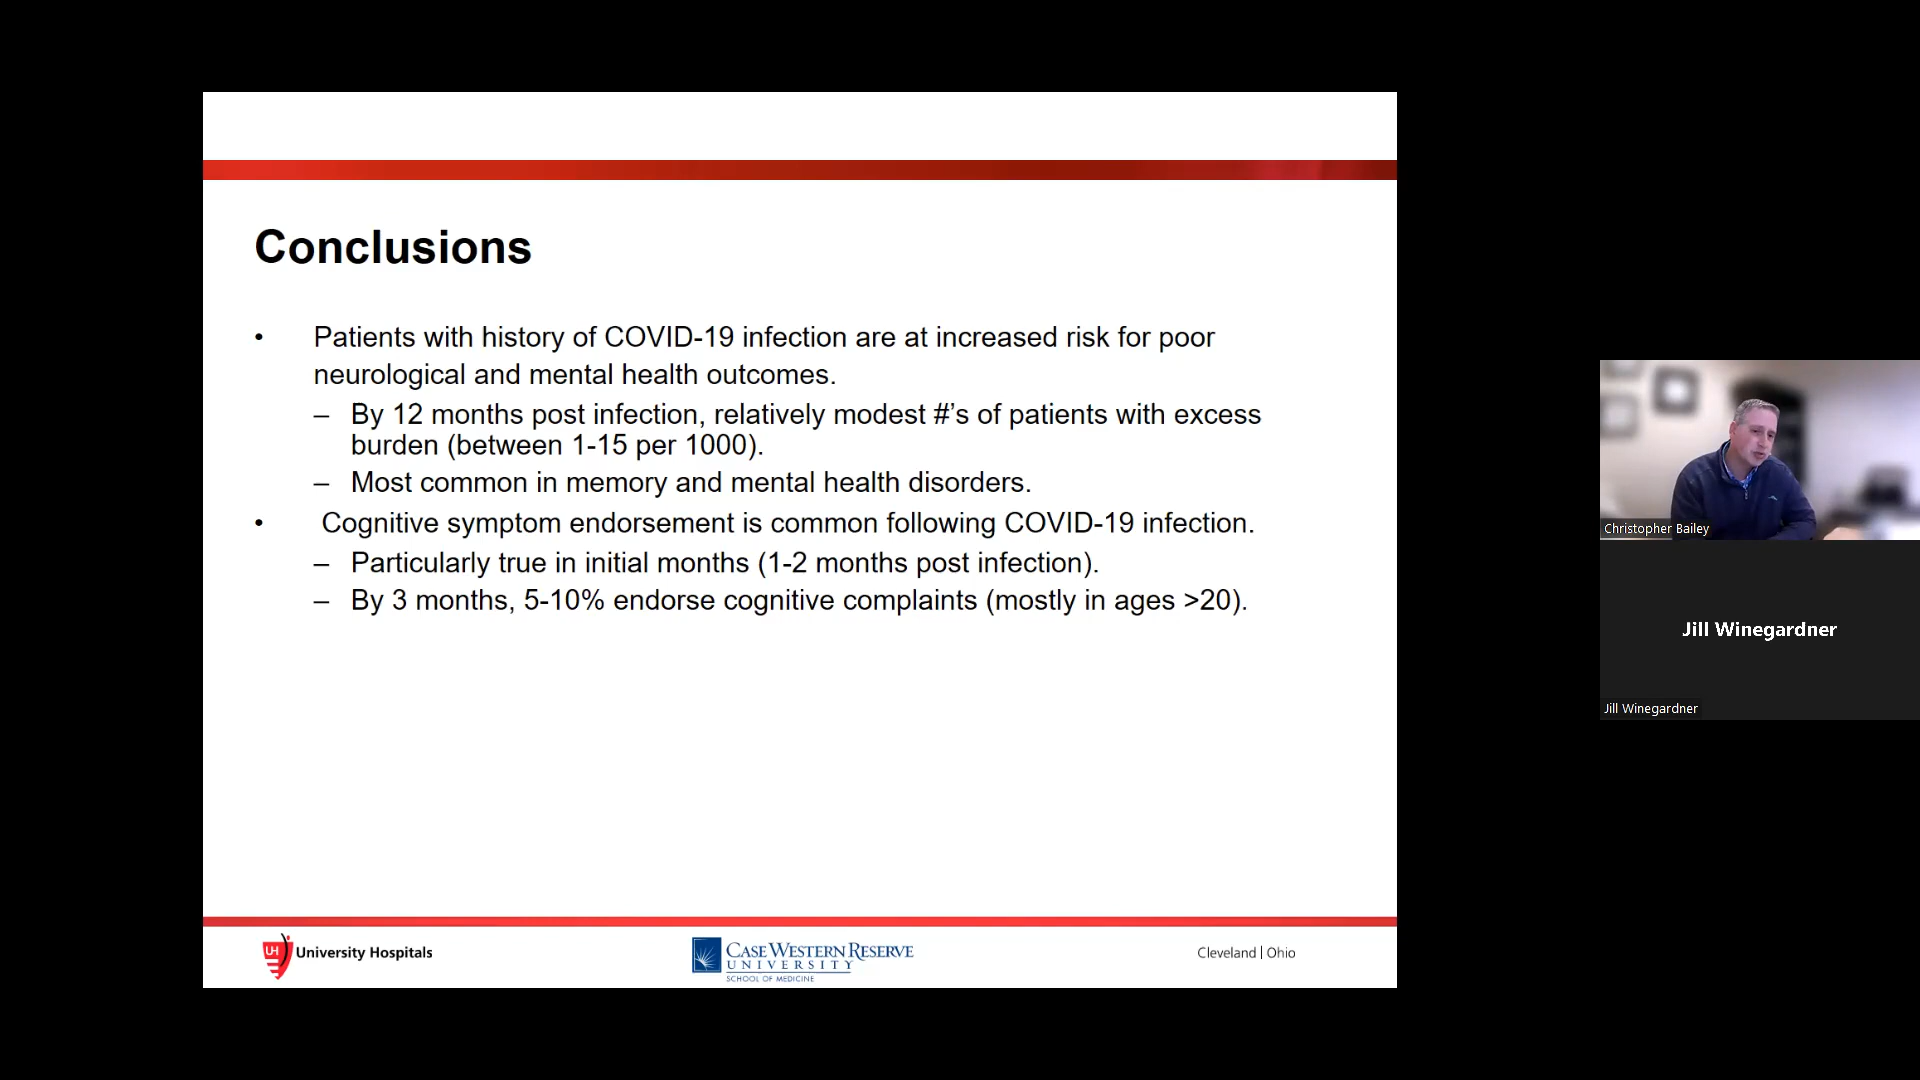 Conclusions
• Patients with history of COVID-19 infection are at increased risk for poor
neurological and mental health outcomes.
– By 12 months post infection, relatively modest #’s of patients with excess
burden (between 1-15 per 1000).
– Most common in memory and mental health disorders.
• Cognitive symptom endorsement is common following COVID-19 infection.
– Particularly true in initial months (1-2 months post infection).
– By 3 months, 5-10% endorse cognitive complaints (mostly in ages >20).
UH University Hospitals
CASE WESTERN RESERVE
UNIVERSITY
SCHOOL OF MEDICINE
Cleveland | Ohio
Christopher Bailey
Jill Winegardner
Jill Winegardner